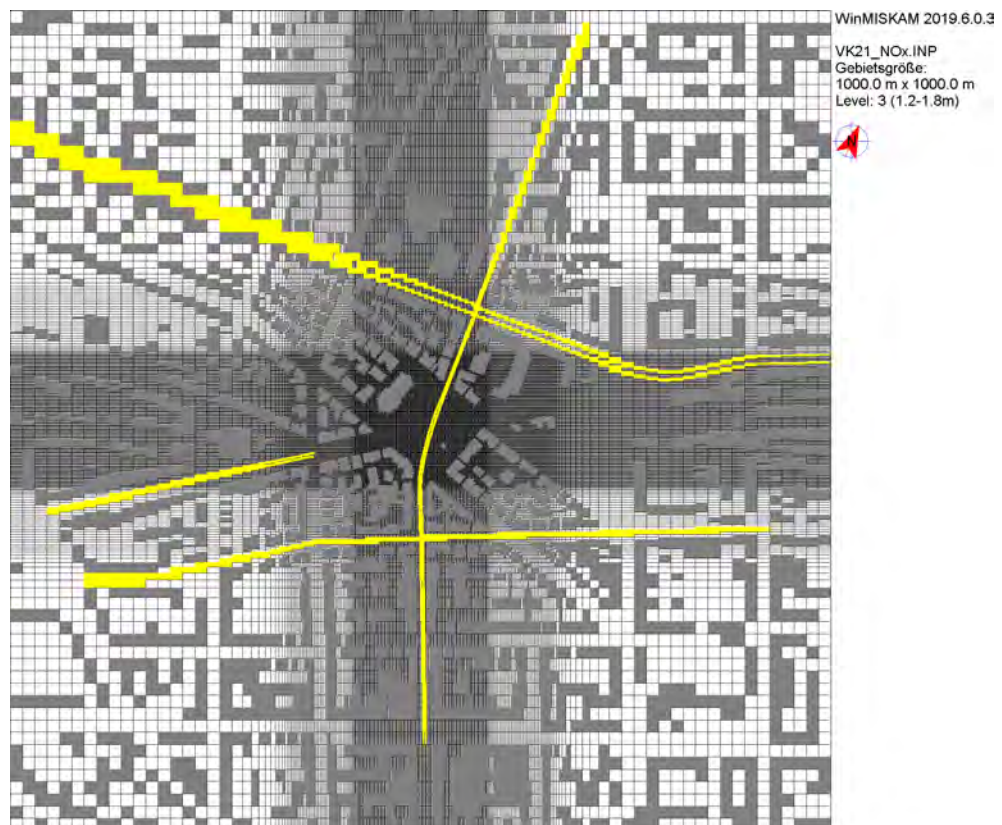 WinMISKAM 2019.6.0.3
VK21_NOx.INP
Gebietsgröße:
1000.0 m x 1000.0 m
Level: 3 (1.2-1.8m)
N